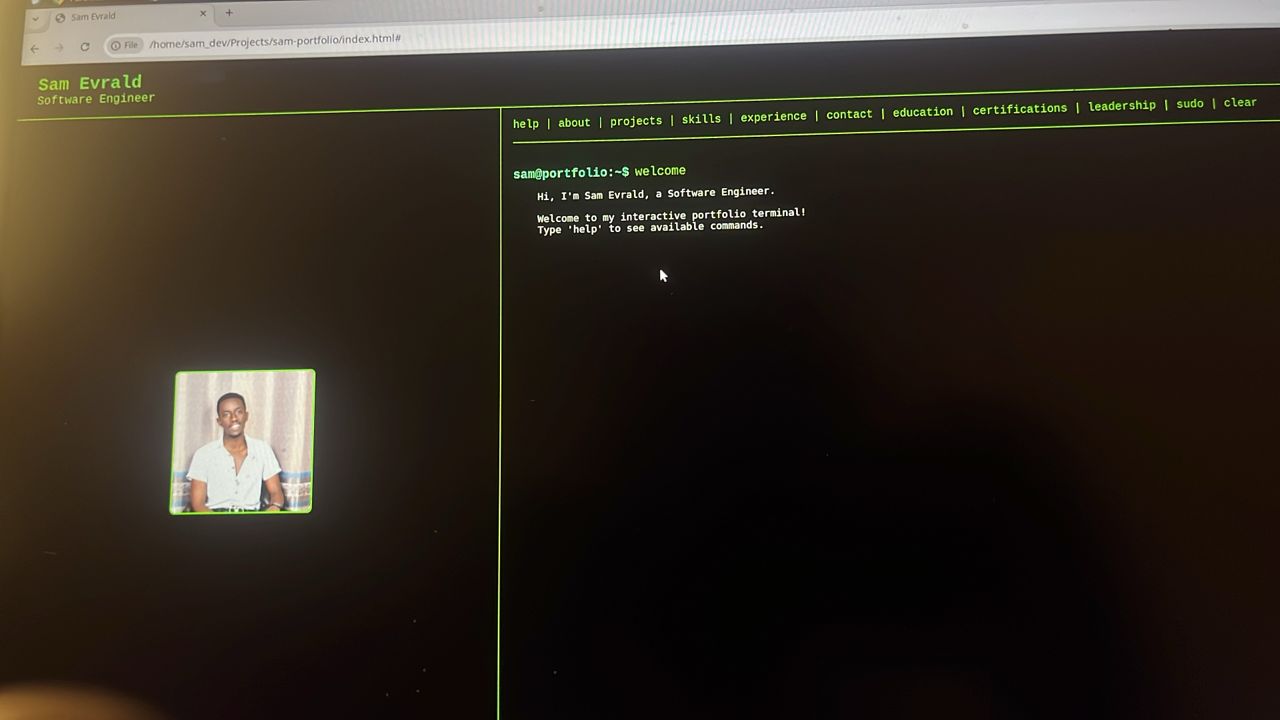 Sam Evrald
File
/home/sam_dev/Projects/sam-portfolio/index.html#
Sam Evrald
Software Engineer
help | about | projects | skills | experience | contact | education | certifications | leadership | sudo | clear
sam@portfolio:~$ welcome
Hi, I'm Sam Evrald, a Software Engineer.
Welcome to my interactive portfolio terminal!
Type 'help' to see available commands.